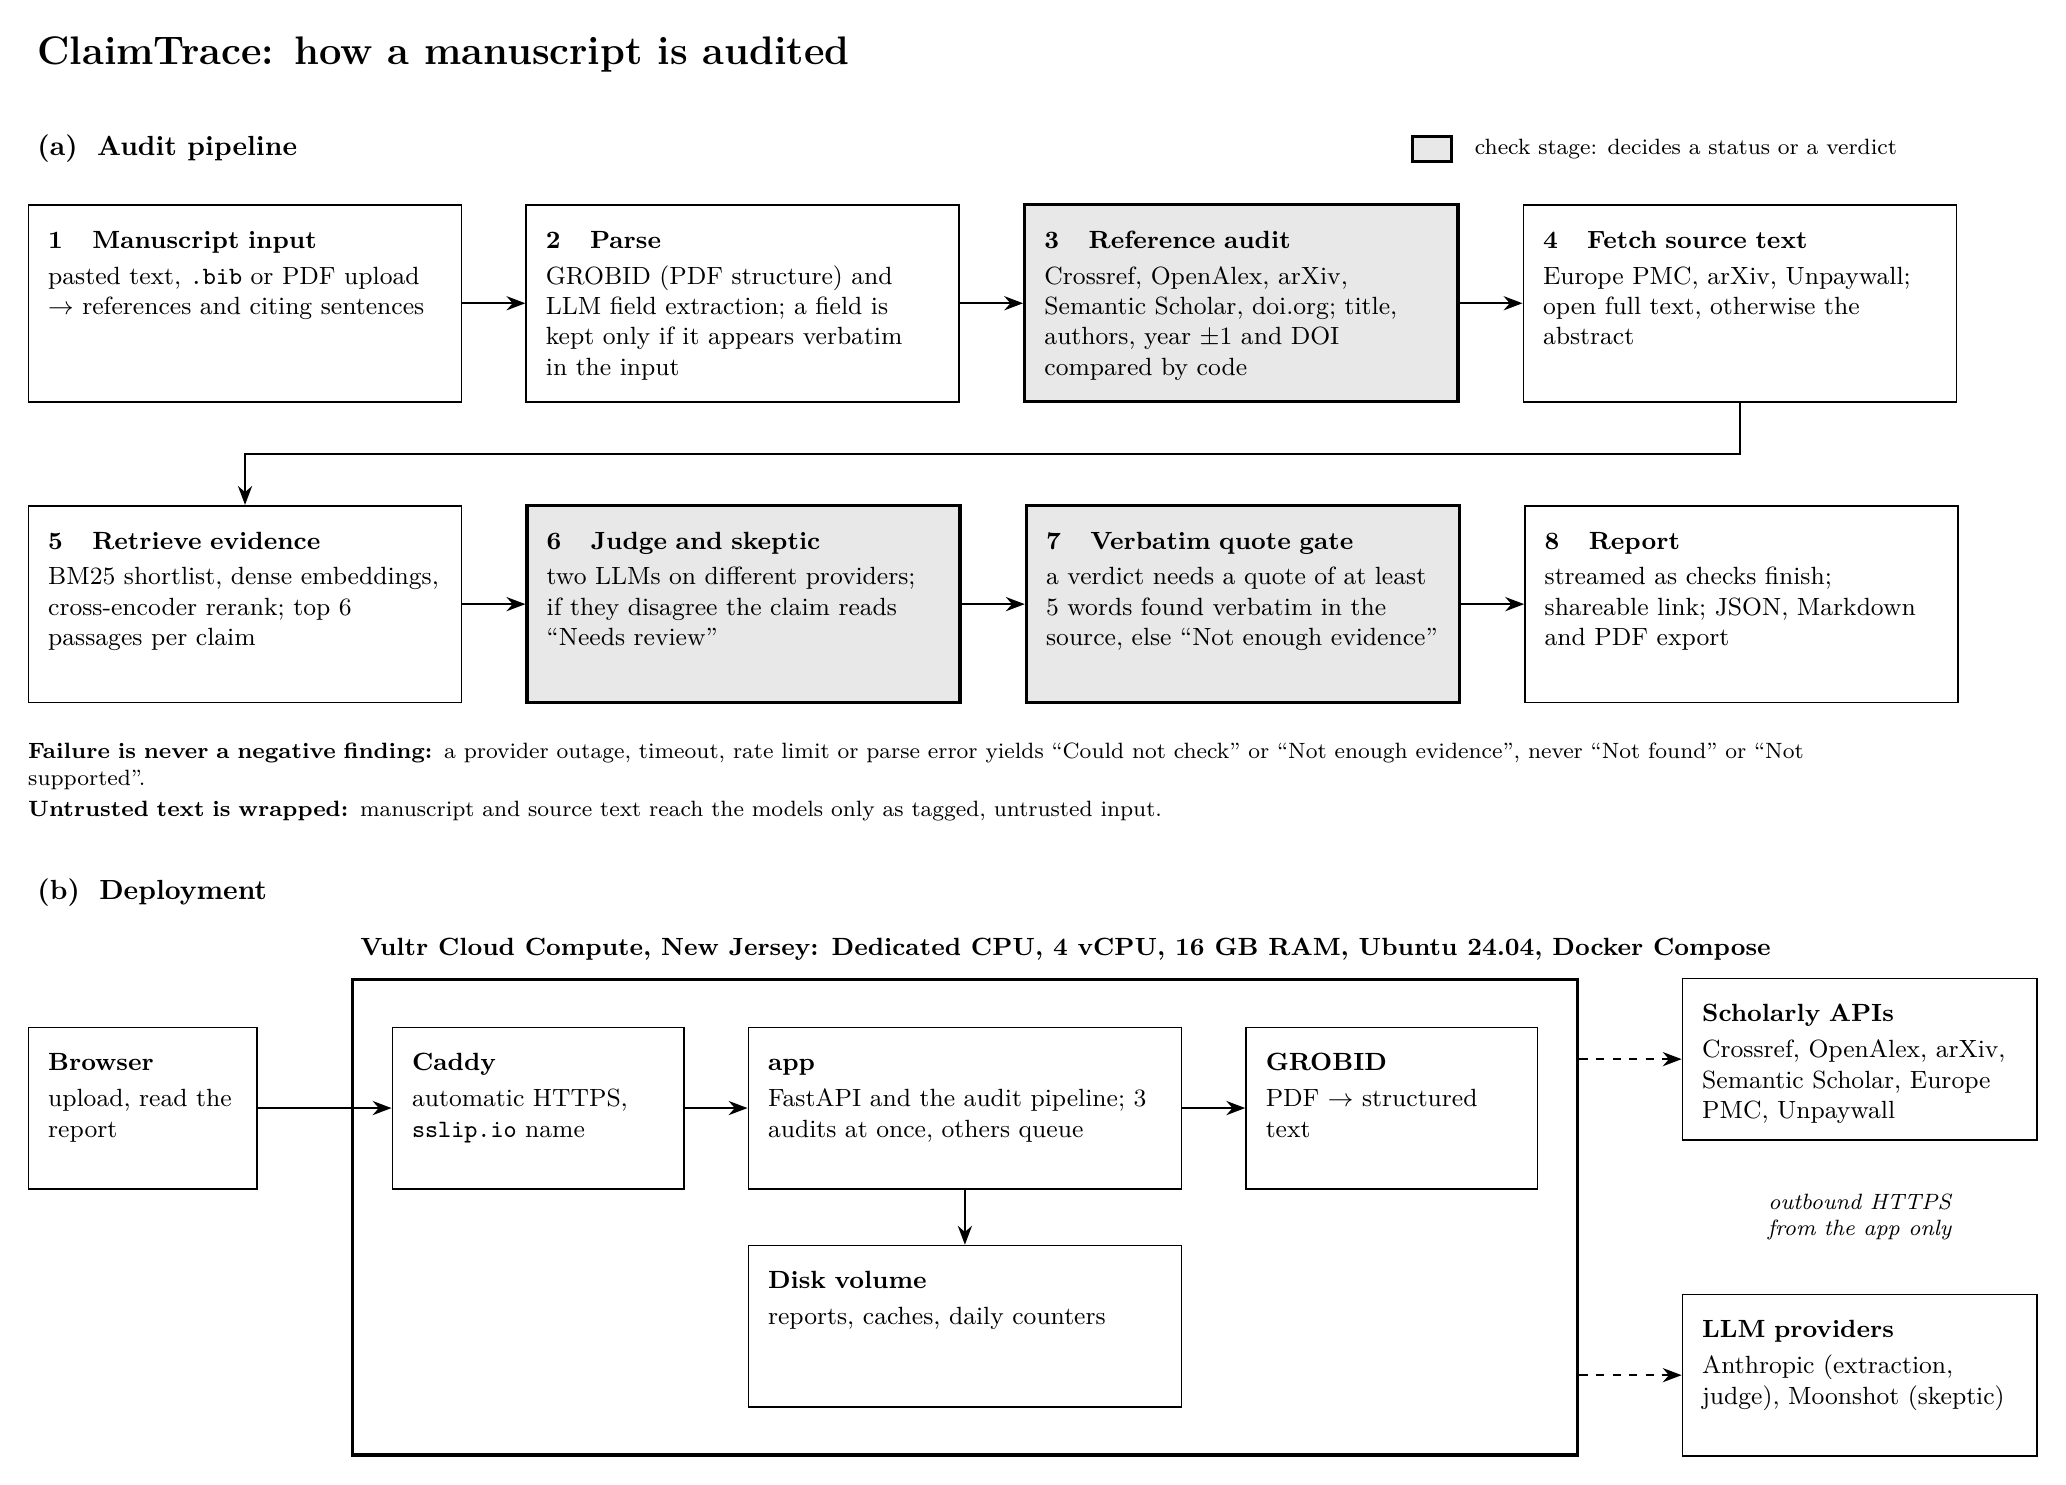 ClaimTrace: how a manuscript is audited
(a) Audit pipeline
check stage: decides a status or a verdict
1 Manuscript input
pasted text, .bib or PDF upload
→ references and citing sentences
2 Parse
GROBID (PDF structure) and
LLM field extraction; a field is
kept only if it appears verbatim
in the input
3 Reference audit
Crossref, OpenAlex, arXiv,
Semantic Scholar, doi.org; title,
authors, year ±1 and DOI
compared by code
4 Fetch source text
Europe PMC, arXiv, Unpaywall;
open full text, otherwise the
abstract
5 Retrieve evidence
BM25 shortlist, dense embeddings,
cross-encoder rerank; top 6
passages per claim
6 Judge and skeptic
two LLMs on different providers;
if they disagree the claim reads
“Needs review”
7 Verbatim quote gate
a verdict needs a quote of at least
5 words found verbatim in the
source, else “Not enough evidence”
8 Report
streamed as checks finish;
shareable link; JSON, Markdown
and PDF export
Failure is never a negative finding: a provider outage, timeout, rate limit or parse error yields “Could not check” or “Not enough evidence”, never “Not found” or “Not
supported”.
Untrusted text is wrapped: manuscript and source text reach the models only as tagged, untrusted input.
(b) Deployment
Vultr Cloud Compute, New Jersey: Dedicated CPU, 4 vCPU, 16 GB RAM, Ubuntu 24.04, Docker Compose
Browser
upload, read the
report
Caddy
automatic HTTPS,
sslip.io name
app
FastAPI and the audit pipeline; 3
audits at once, others queue
GROBID
PDF → structured
text
Scholarly APIs
Crossref, OpenAlex, arXiv,
Semantic Scholar, Europe
PMC, Unpaywall
outbound HTTPS
from the app only
Disk volume
reports, caches, daily counters
LLM providers
Anthropic (extraction,
judge), Moonshot (skeptic)